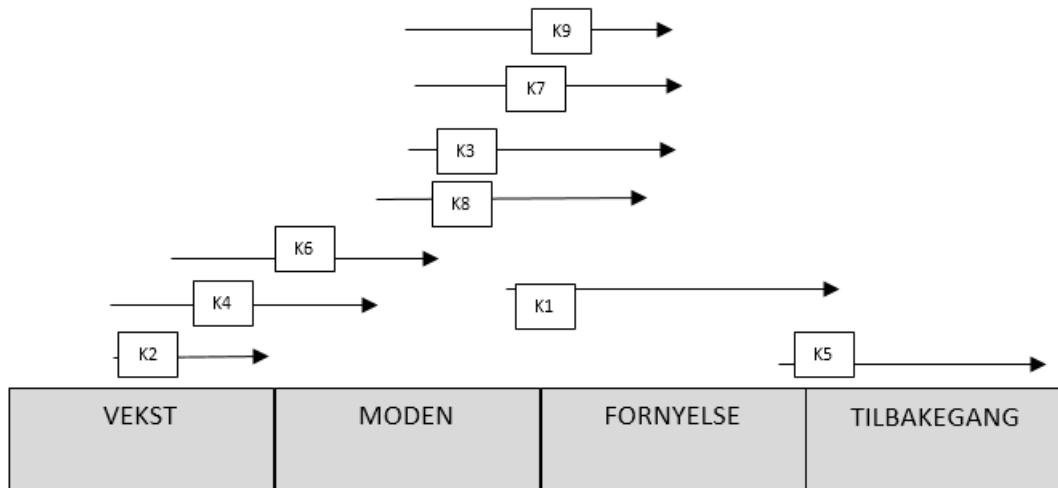 K9
K7
K3
K8
K6
K4
K1
K2
K5
VEKST MODEN FORNYELSE TILBAKEGANG